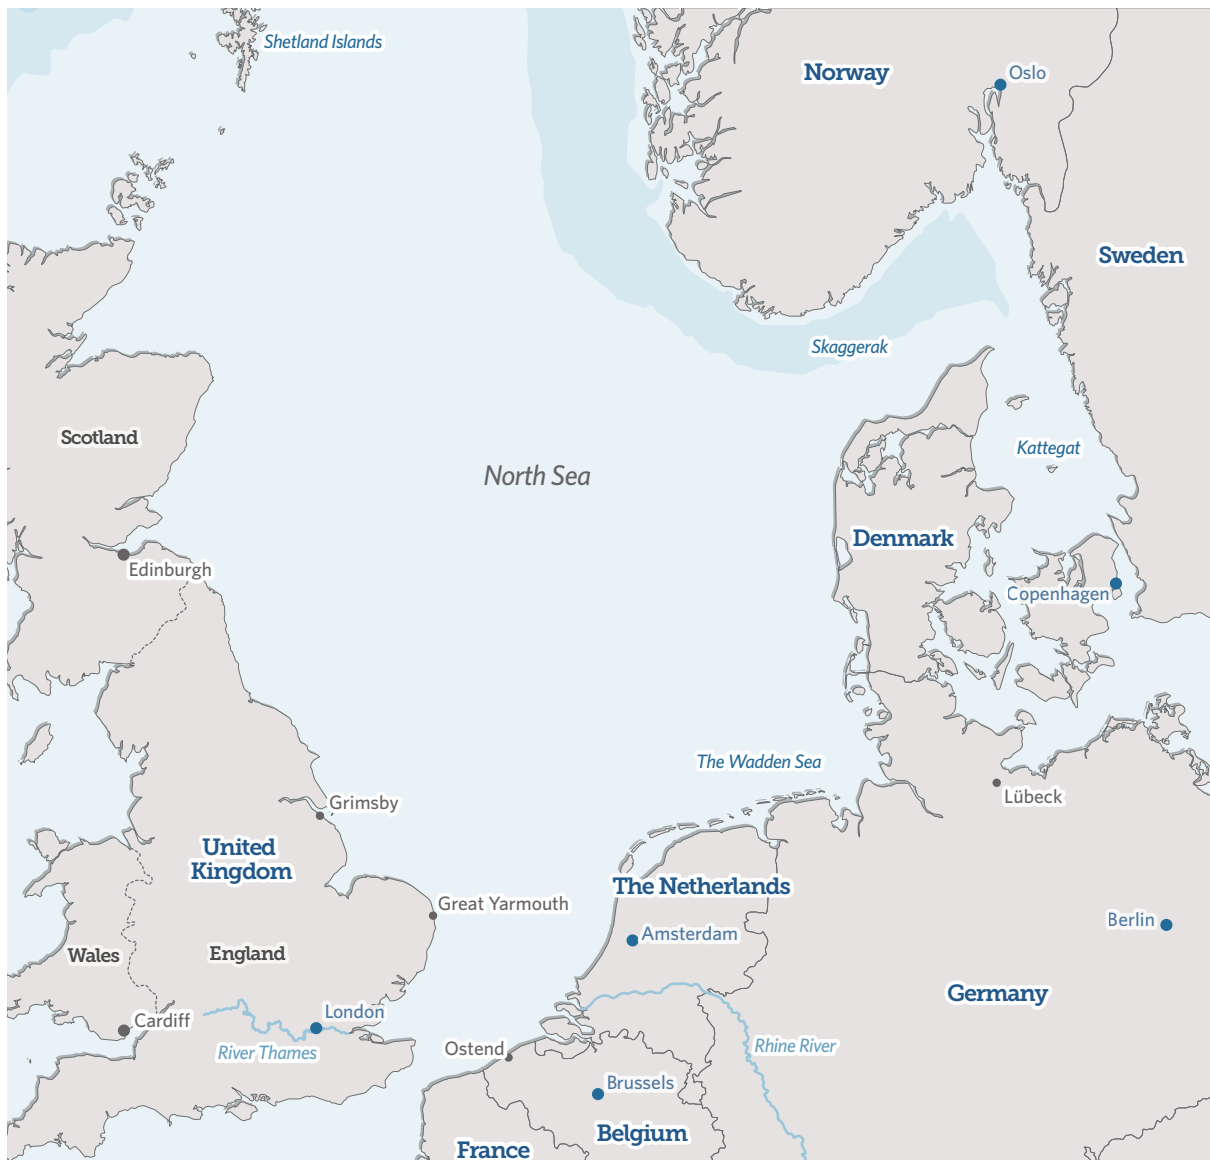 Shetland Islands
Norway
Oslo
Sweden
Skaggerak
Scotland
Kattegat
North Sea
Denmark
Edinburgh
Copenhagen
The Wadden Sea
Grimsby
Lübeck
United
Kingdom
The Netherlands
Great Yarmouth
Berlin
Amsterdam
Wales
England
Germany
London
Cardiff
River Thames
Ostend
Rhine River
Brussels
Belgium
France